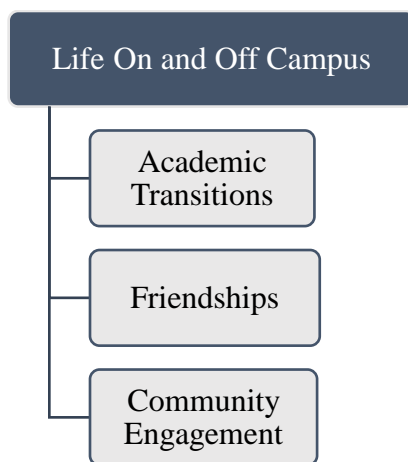 Life On and Off Campus
Academic
Transitions
Friendships
Community
Engagement